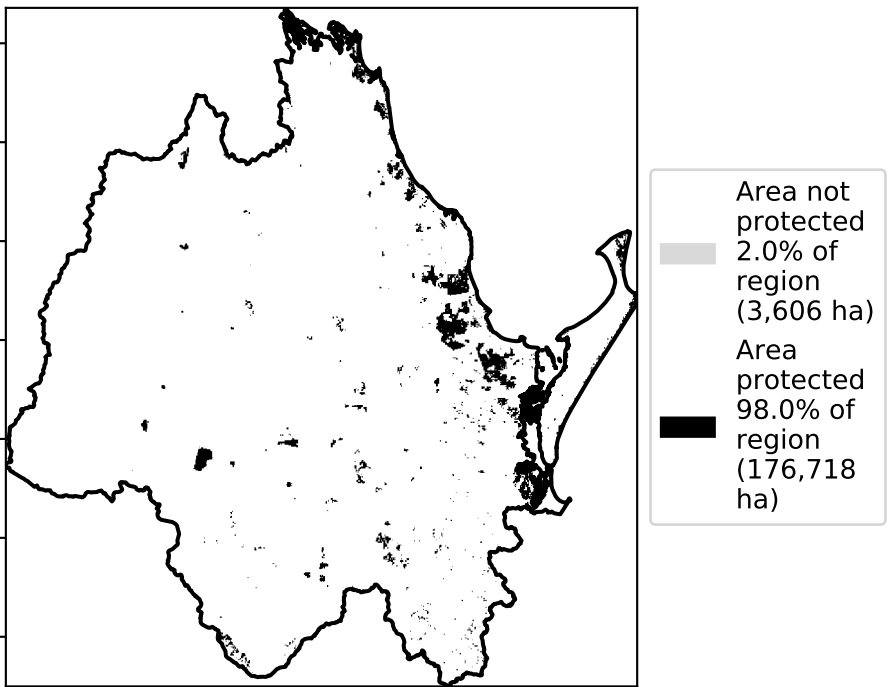 Area not
protected
2.0% of
region
(3,606 ha)
Area
protected
98.0% of
region
(176,718
ha)